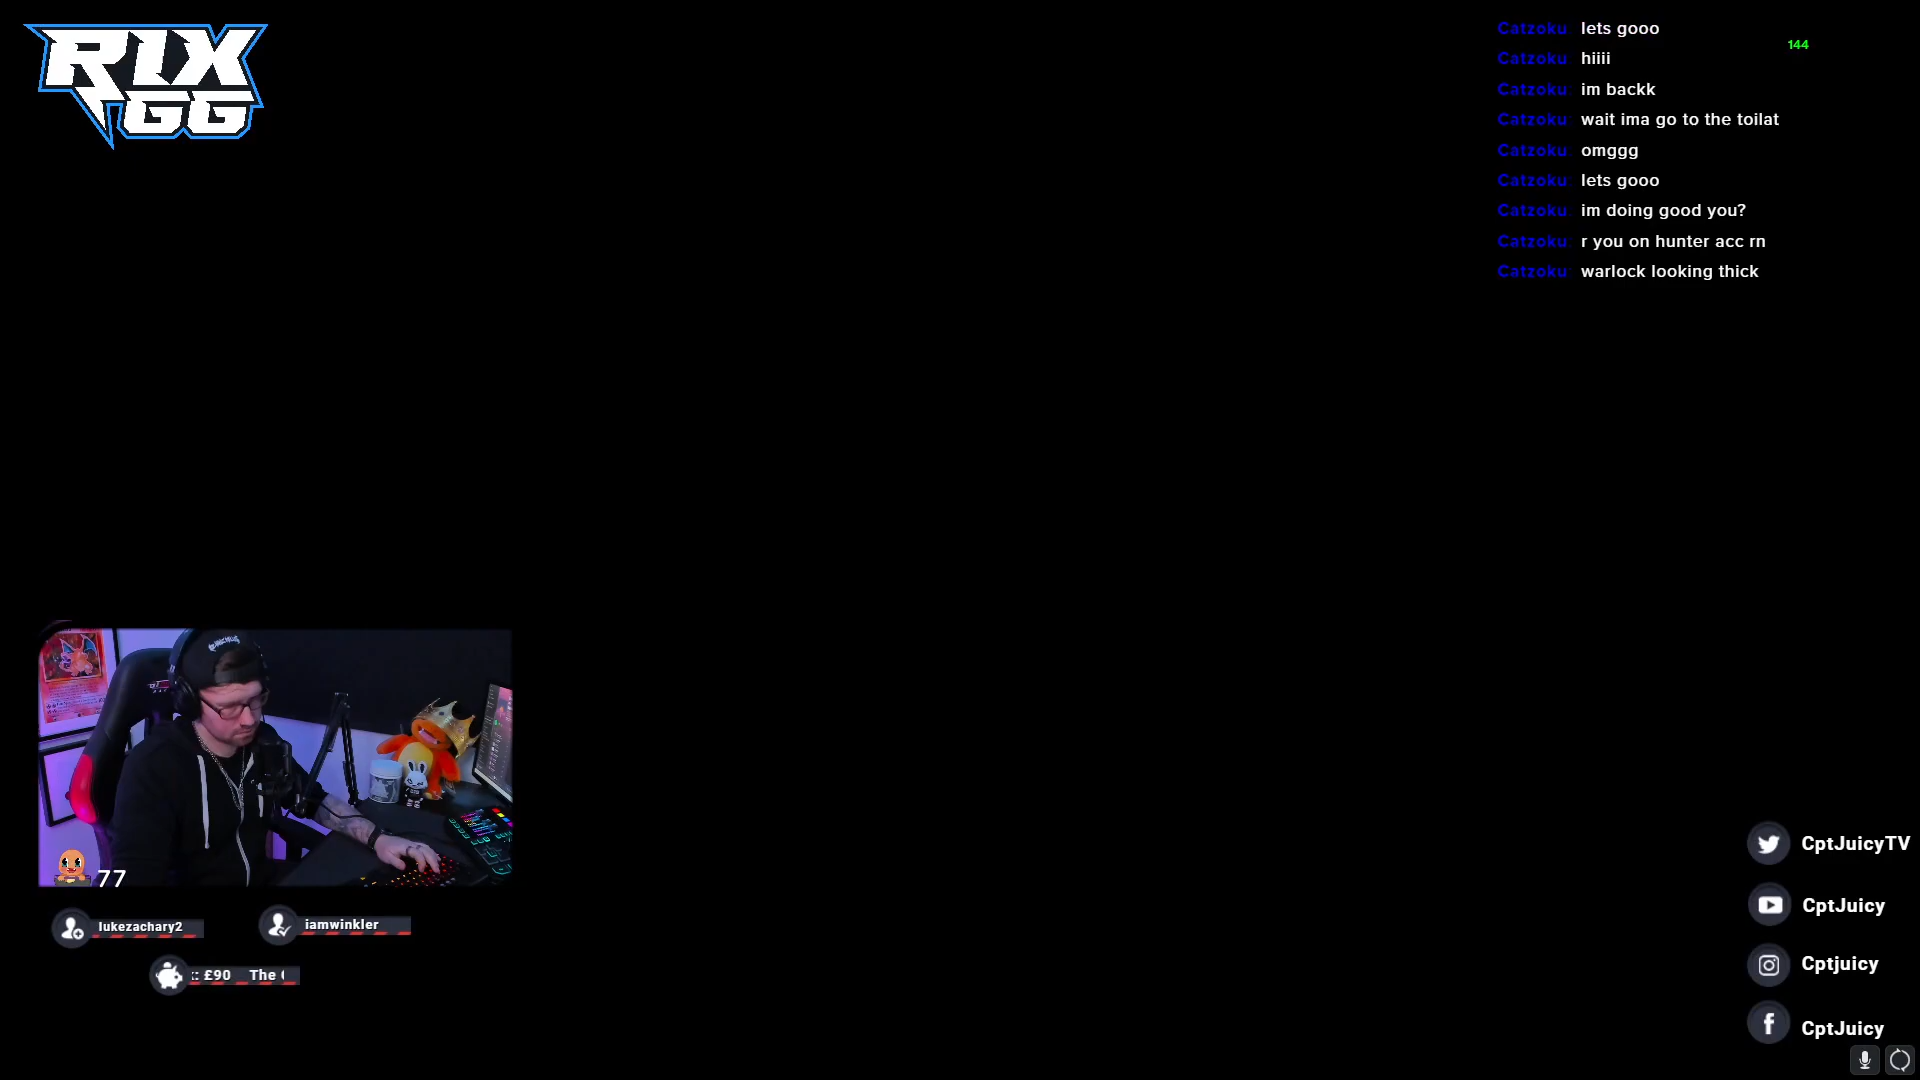 RIX
GG
Catzoku: lets gooo
144
Catzoku: hiiii
Catzoku: im backk
Catzoku: wait ima go to the toilat
Catzoku: omggg
Catzoku: lets gooo
Catzoku: im doing good you?
Catzoku: r you on hunter acc rn
Catzoku: warlock looking thick
77
lukezachary2
iamwinkler
: £90 The
CptJuicyTV
CptJuicy
Cptjuicy
CptJuicy